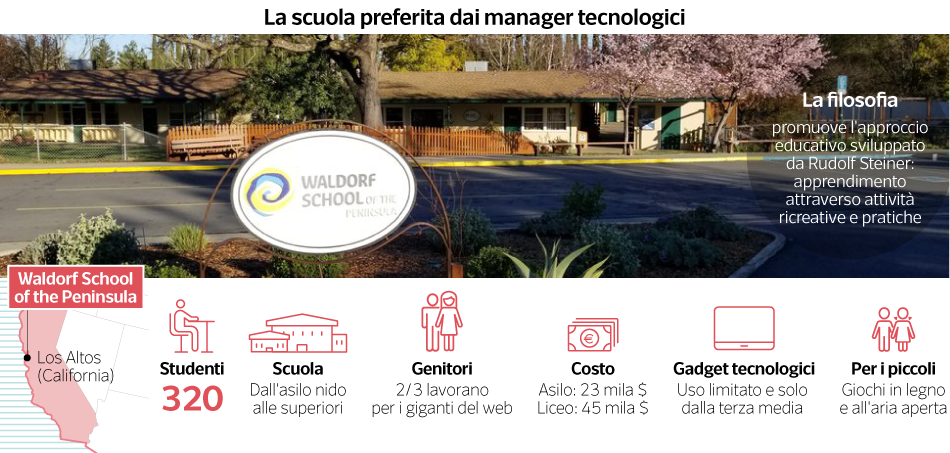 La scuola preferita dai manager tecnologici
WALDORF
SCHOOL OF THE
PENINSULA
La filosofia
promuove l'approccio
educativo sviluppato
da Rudolf Steiner:
apprendimento
attraverso attività
ricreative e pratiche
Waldorf School
of the Peninsula
Los Altos
(California)
Studenti
320
Scuola
Dall'asilo nido
alle superiori
Genitori
2/3 lavorano
per i giganti del web
€
Costo
Asilo: 23 mila $
Liceo: 45 mila $
Gadget tecnologici
Uso limitato e solo
dalla terza media
Per i piccoli
Giochi in legno
e all'aria aperta